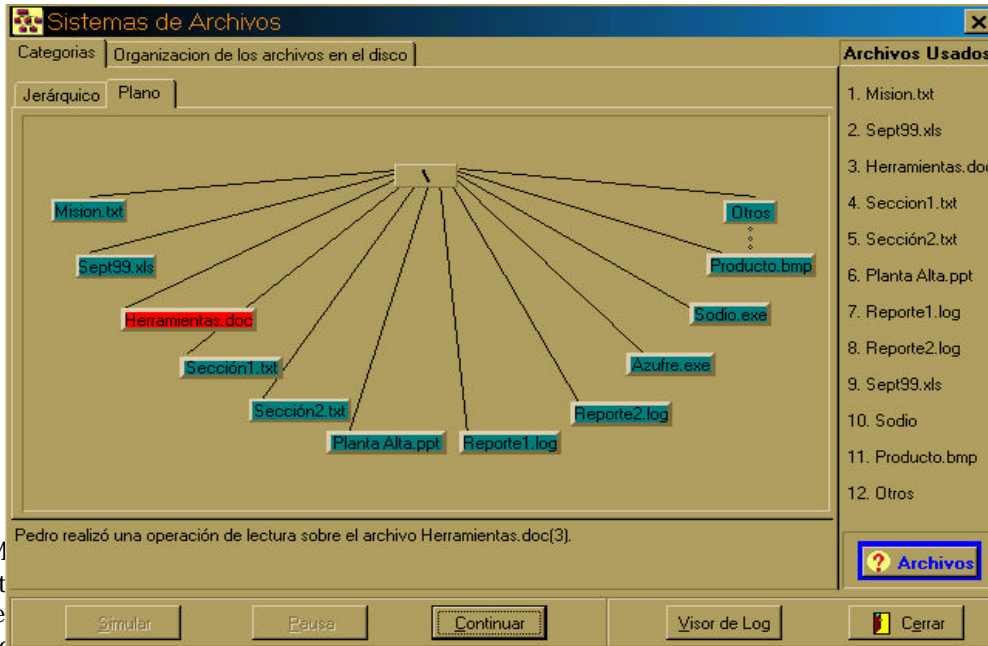 Sistemas de Archivos
Categorias
Organizacion de los archivos en el disco
Jerárquico
Plano
\
Mision.txt
Otros
Sept99.xls
Producto.bmp
Herramientas.doc
Sodio.exe
Sección1.txt
Azufre.exe
Sección2.txt
Reporte2.log
Planta Alta.ppt
Reporte1.log
Pedro realizó una operación de lectura sobre el archivo Herramientas.doc(3).
Archivos Usados
1. Mision.txt
2. Sept99.xls
3. Herramientas.doc
4. Seccion1.txt
5. Sección2.txt
6. Planta Alta.ppt
7. Reporte1.log
8. Reporte2.log
9. Sept99.xls
10. Sodio
11. Producto.bmp
12. Otros
? Archivos
Simular
Pausa
Continuar
Visor de Log
Cerrar